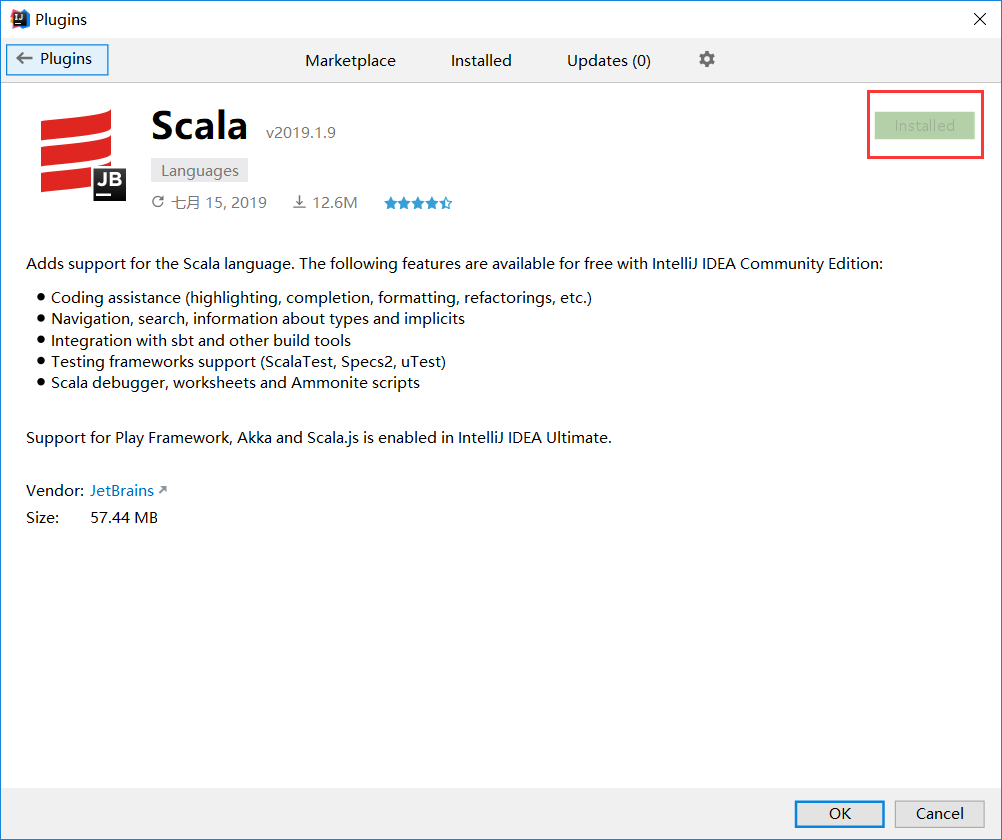 Plugins
Plugins
Marketplace Installed Updates (0)
Scala v2019.1.9
Installed
Languages
JB
七月 15, 2019 12.6M
Adds support for the Scala language. The following features are available for free with IntelliJ IDEA Community Edition:
Coding assistance (highlighting, completion, formatting, refactorings, etc.)
Navigation, search, information about types and implicits
Integration with sbt and other build tools
Testing frameworks support (ScalaTest, Specs2, uTest)
Scala debugger, worksheets and Ammonite scripts
Support for Play Framework, Akka and Scala.js is enabled in IntelliJ IDEA Ultimate.
Vendor: JetBrains
Size: 57.44 MB
OK Cancel